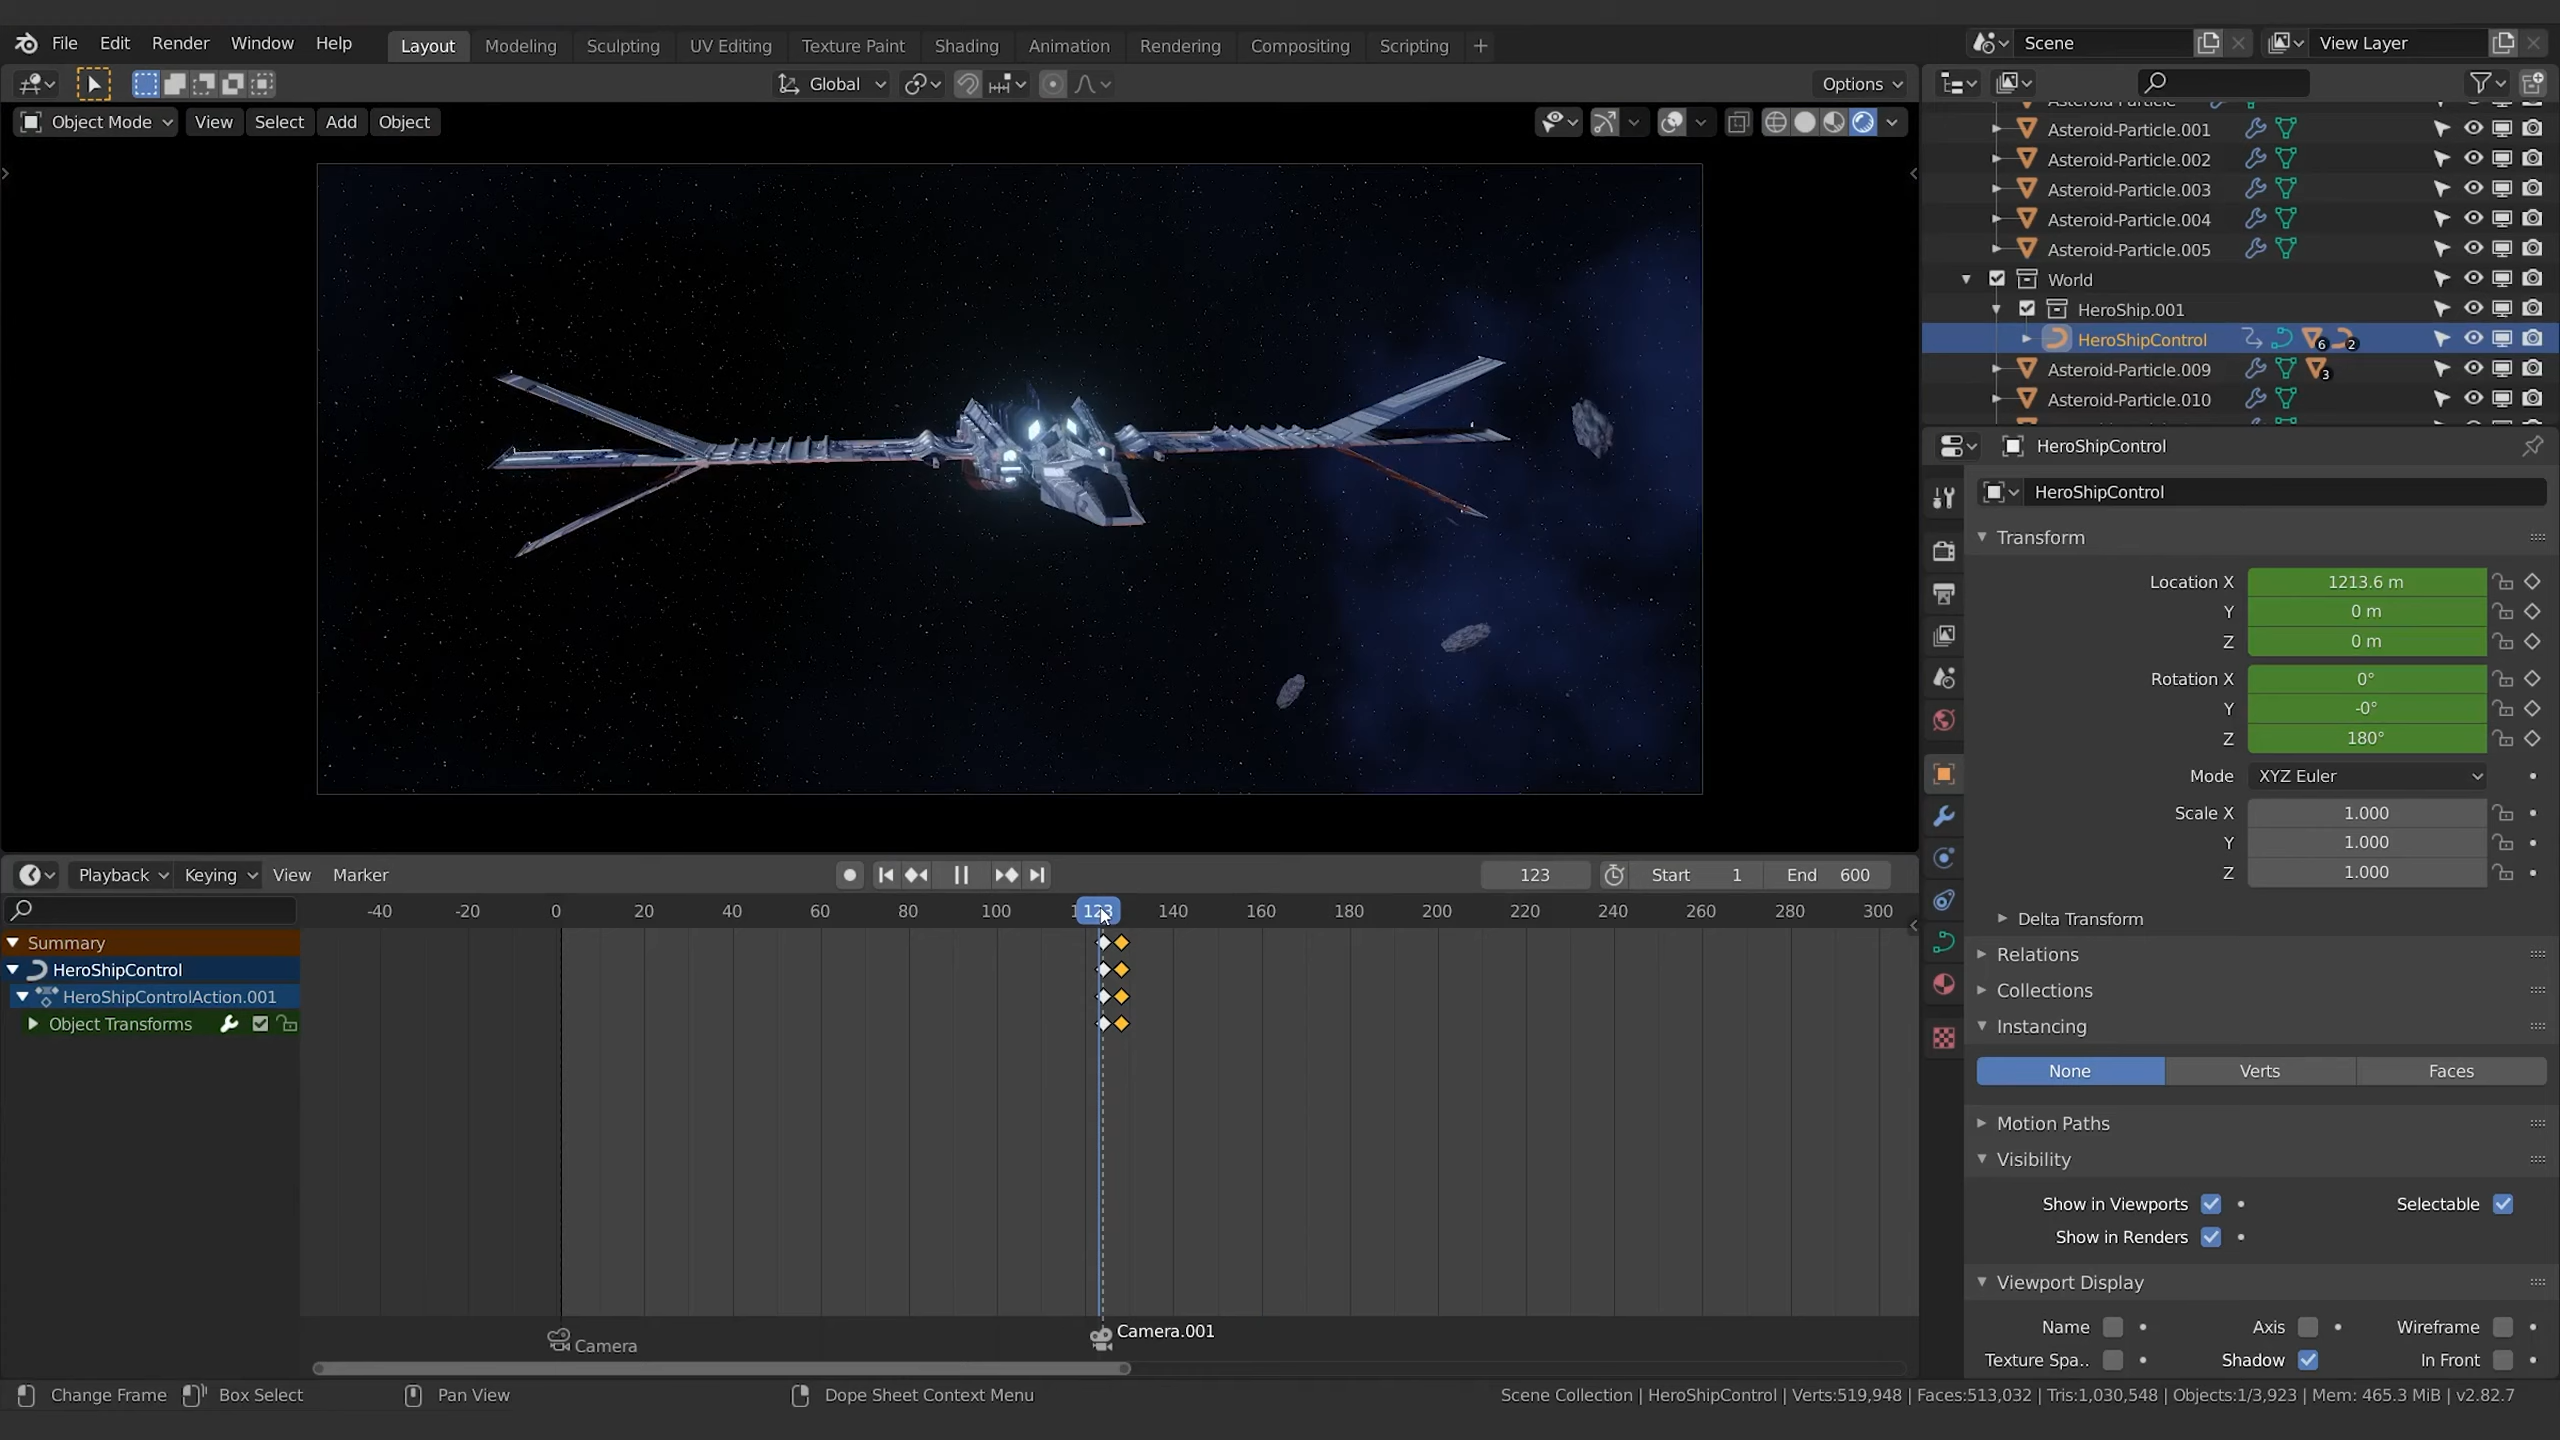 File Edit Render Window Help Layout Modeling Sculpting UV Editing Texture Paint Shading Animation Rendering Compositing Scripting + Scene View Layer
Global Options
Object Mode View Select Add Object
Asteroid-Particle
Asteroid-Particle.001
Asteroid-Particle.002
Asteroid-Particle.003
Asteroid-Particle.004
Asteroid-Particle.005
World
HeroShip.001
HeroShipControl 6 2
Asteroid-Particle.009 3
Asteroid-Particle.010
HeroShipControl
HeroShipControl
Transform
Location X 1213.6 m
Y 0 m
Z 0 m
Rotation X 0°
Y -0°
Z 180°
Mode XYZ Euler
Scale X 1.000
Y 1.000
Z 1.000
Delta Transform
Relations
Collections
Instancing
None Verts Faces
Motion Paths
Visibility
Show in Viewports Selectable
Show in Renders
Viewport Display
Name Axis Wireframe
Texture Spa.. Shadow In Front
Playback Keying View Marker 123 Start 1 End 600
-40 -20 0 20 40 60 80 100 123 140 160 180 200 220 240 260 280 300
Summary
HeroShipControl
HeroShipControlAction.001
Object Transforms
Camera Camera.001
Change Frame Box Select Pan View Dope Sheet Context Menu Scene Collection | HeroShipControl | Verts:519,948 | Faces:513,032 | Tris:1,030,548 | Objects:1/3,923 | Mem: 465.3 MiB | v2.82.7